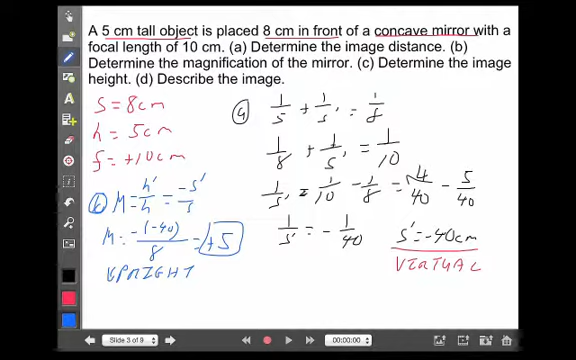 A 5 cm tall object is placed 8 cm in front of a concave mirror with a
focal length of 10 cm. (a) Determine the image distance. (b)
Determine the magnification of the mirror. (c) Determine the image
height. (d) Describe the image.
s = 8cm
h = 5cm
f = +10cm
(a) 1/s + 1/s' = 1/8
1/8 + 1/s' = 1/10
1/s' = 1/10 - 1/8 = 4/40 - 5/40
1/s' = - 1/40
s' = -40cm
VIRTUAL
(b) M = h'/h = -s'/s
M = -(-40)/8 = +5
UPRIGHT
Slide 3 of 9
00:00:00